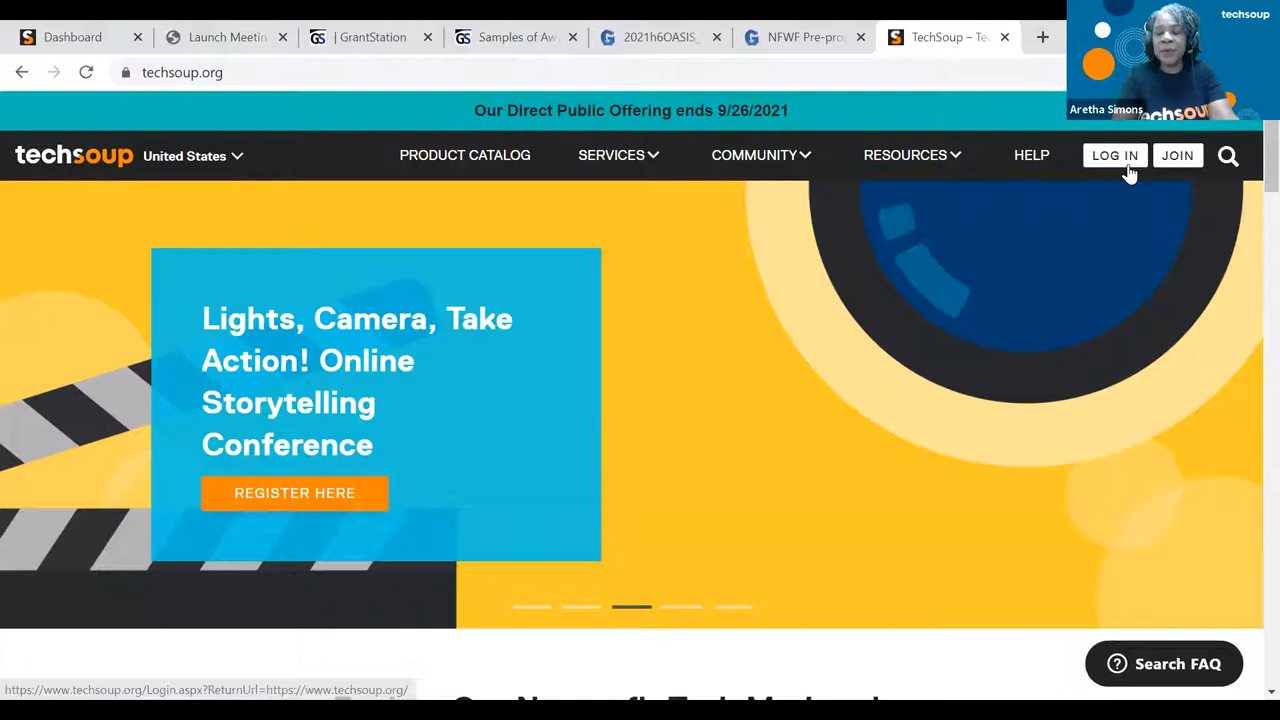 Dashboard
Launch Meetin
| GrantStation
Samples of Aw
2021h6OASIS_
NFWF Pre-pro
TechSoup – Te
techsoup
techsoup.org
Aretha Simons
Our Direct Public Offering ends 9/26/2021
techsoup
United States
PRODUCT CATALOG
SERVICES
COMMUNITY
RESOURCES
HELP
LOG IN
JOIN
Lights, Camera, Take
Action! Online
Storytelling
Conference
REGISTER HERE
Search FAQ
https://www.techsoup.org/Login.aspx?ReturnUrl=https://www.techsoup.org/